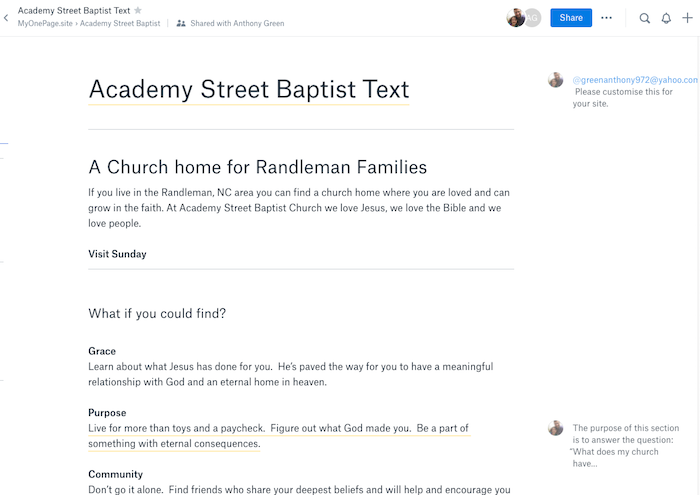 Academy Street Baptist Text
MyOnePage.site › Academy Street Baptist
Shared with Anthony Green
AG
Share
Academy Street Baptist Text
@greenanthony972@yahoo.com
Please customise this for
your site.
A Church home for Randleman Families
If you live in the Randleman, NC area you can find a church home where you are loved and can
grow in the faith. At Academy Street Baptist Church we love Jesus, we love the Bible and we
love people.
Visit Sunday
What if you could find?
Grace
Learn about what Jesus has done for you.  He's paved the way for you to have a meaningful
relationship with God and an eternal home in heaven.
Purpose
Live for more than toys and a paycheck.  Figure out what God made you.  Be a part of
something with eternal consequences.
The purpose of this section
is to answer the question:
"What does my church
have...
Community
Don't go it alone.  Find friends who share your deepest beliefs and will help and encourage you